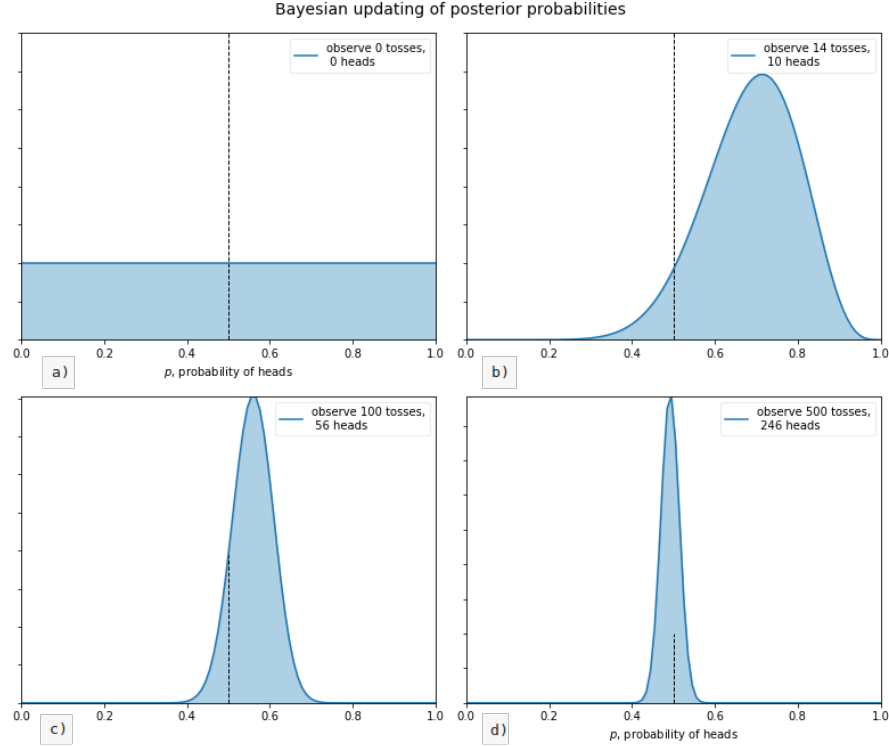 Bayesian updating of posterior probabilities
observe 0 tosses,
0 heads
0.0 0.2 0.4 0.6 0.8 1.0
a)
p, probability of heads
observe 14 tosses,
10 heads
0.0 0.2 0.4 0.6 0.8 1.0
b)
observe 100 tosses,
56 heads
0.0 0.2 0.4 0.6 0.8 1.0
c)
observe 500 tosses,
246 heads
0.0 0.2 0.4 0.6 0.8 1.0
d)
p, probability of heads